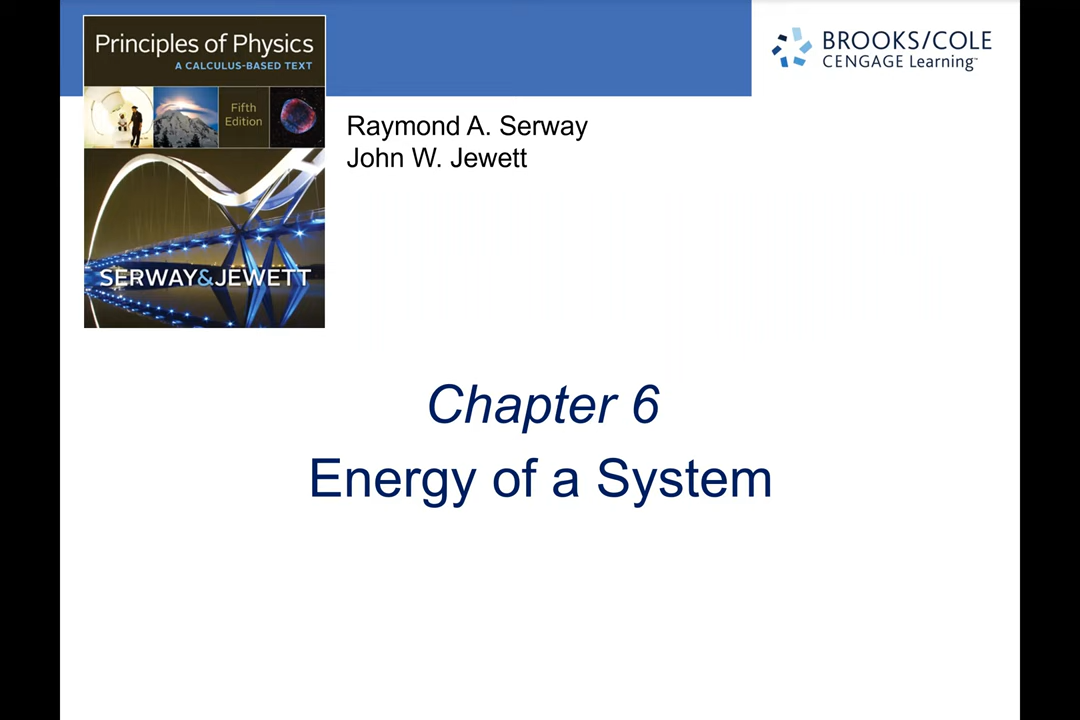 Principles of Physics
A CALCULUS-BASED TEXT
Fifth
Edition
SERWAY&JEWETT
BROOKS/COLE
CENGAGE Learning™
Raymond A. Serway
John W. Jewett
Chapter 6
Energy of a System